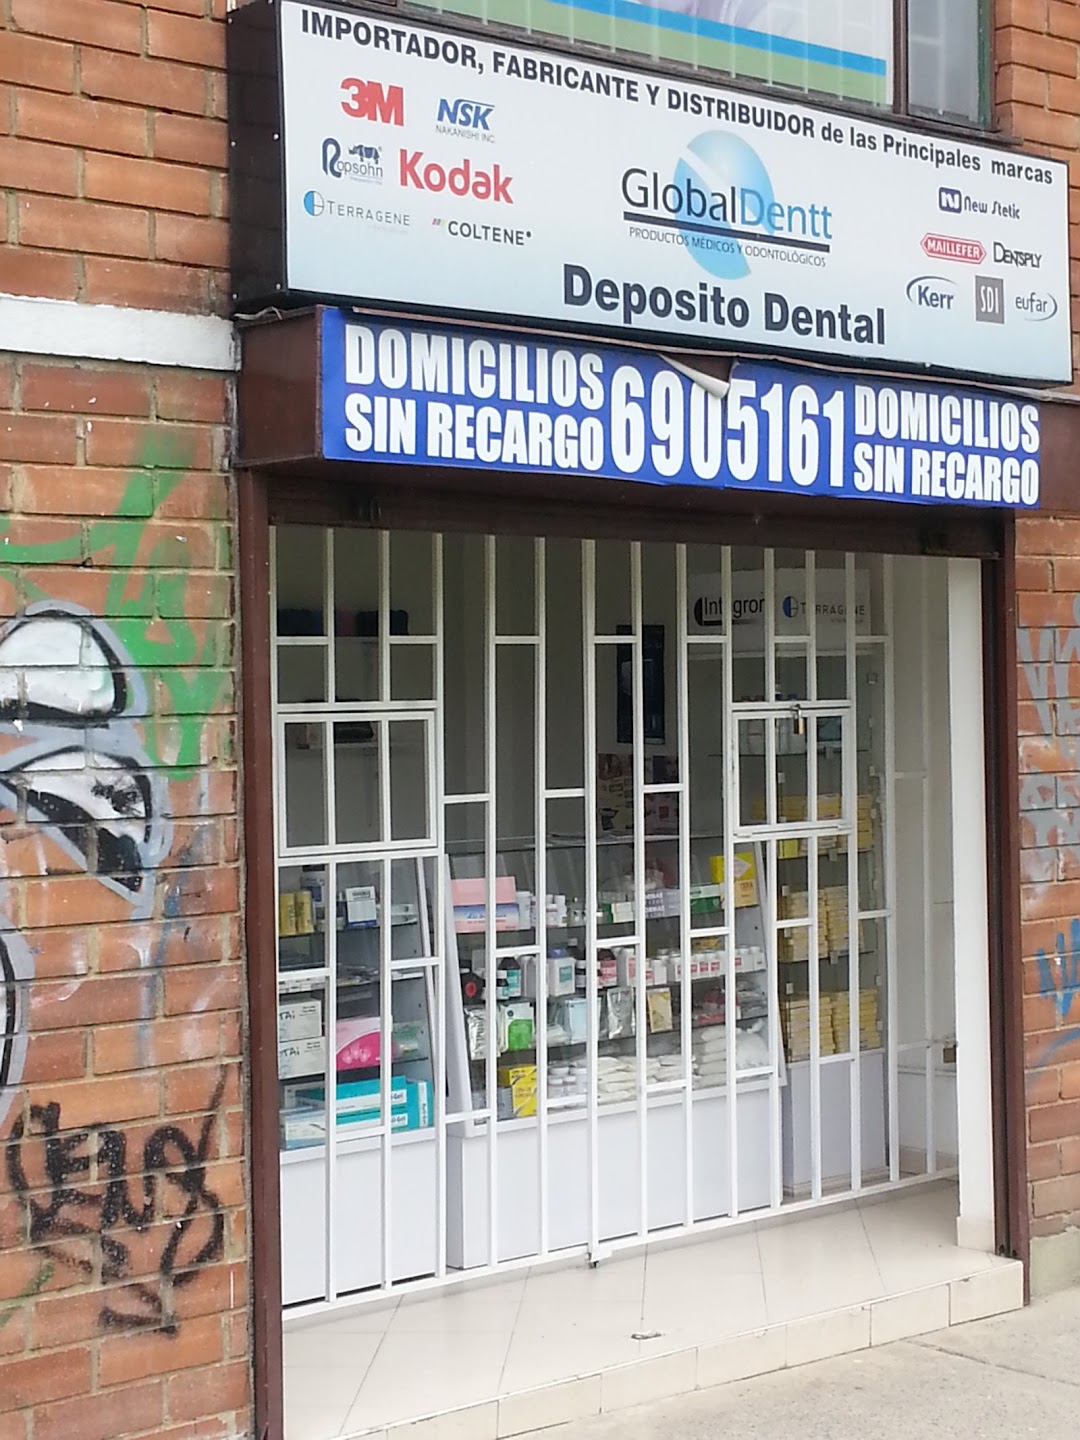 IMPORTADOR, FABRICANTE Y DISTRIBUIDOR de las Principales marcas
3M
NSK
NAKANISHI INC.
Ropsohn
Kodak
TERRAGENE
COLTENE
GlobalDentt
PRODUCTOS MÉDICOS Y ODONTOLÓGICOS
Deposito Dental
New Stetic
MAILLEFER
DENTSPLY
Kerr
SDI
eufar
DOMICILIOS
SIN RECARGO
6905161
DOMICILIOS
SIN RECARGO
Integron
TERRAGENE